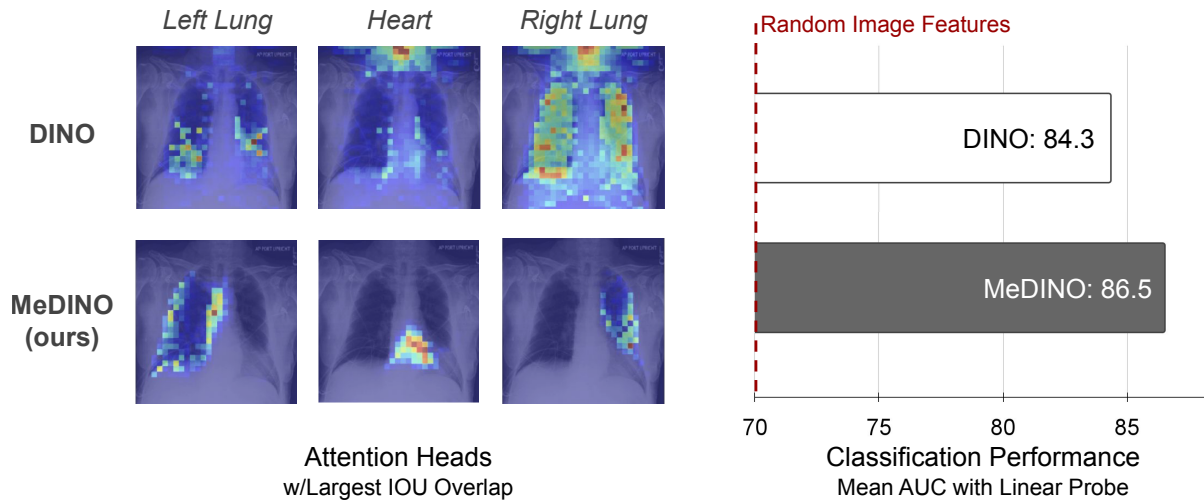 Left Lung
Heart
Right Lung
Random Image Features
DINO
DINO: 84.3
MeDINO
(ours)
MeDINO: 86.5
70
75
80
85
Attention Heads
w/Largest IOU Overlap
Classification Performance
Mean AUC with Linear Probe